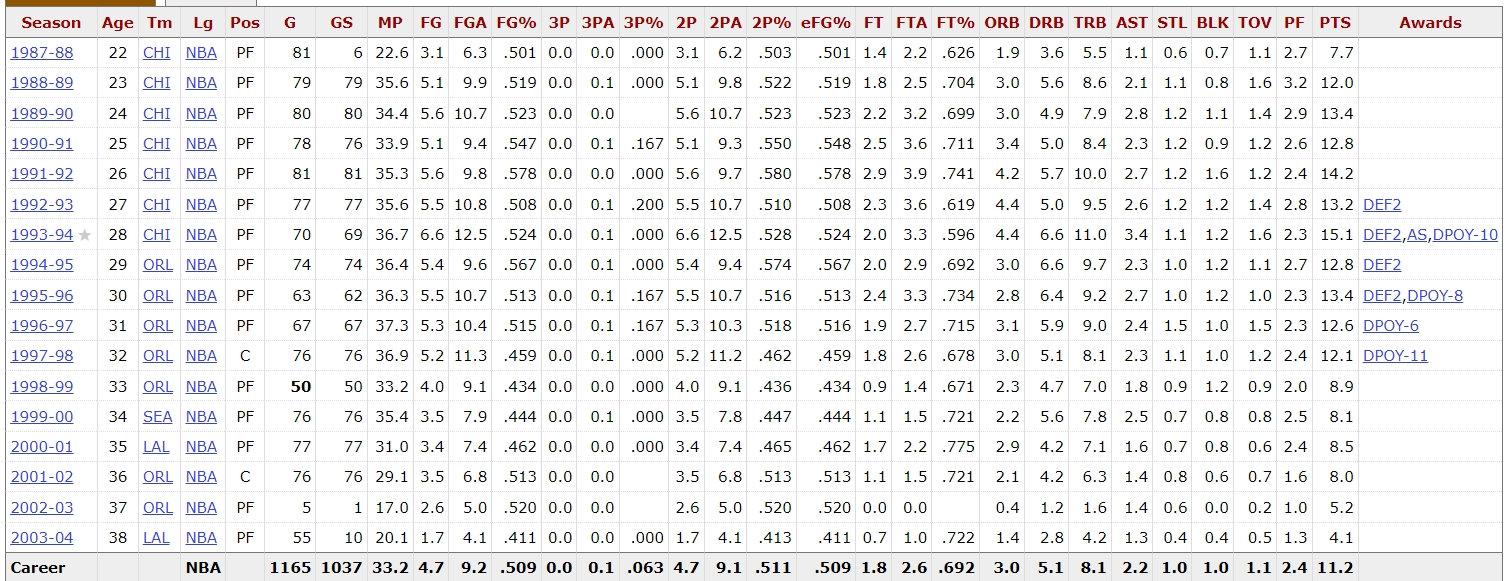 Season Age Tm Lg Pos G GS MP FG FGA FG% 3P 3PA 3P% 2P 2PA 2P% eFG% FT FTA FT% ORB DRB TRB AST STL BLK TOV PF PTS Awards
1987-88 22 CHI NBA PF 81 6 22.6 3.1 6.3 .501 0.0 0.0 .000 3.1 6.2 .503 .501 1.4 2.2 .626 1.9 3.6 5.5 1.1 0.6 0.7 1.1 2.7 7.7
1988-89 23 CHI NBA PF 79 79 35.6 5.1 9.9 .519 0.0 0.1 .000 5.1 9.8 .522 .519 1.8 2.5 .704 3.0 5.6 8.6 2.1 1.1 0.8 1.6 3.2 12.0
1989-90 24 CHI NBA PF 80 80 34.4 5.6 10.7 .523 0.0 0.0 5.6 10.7 .523 .523 2.2 3.2 .699 3.0 4.9 7.9 2.8 1.2 1.1 1.4 2.9 13.4
1990-91 25 CHI NBA PF 78 76 33.9 5.1 9.4 .547 0.0 0.1 .167 5.1 9.3 .550 .548 2.5 3.6 .711 3.4 5.0 8.4 2.3 1.2 0.9 1.2 2.6 12.8
1991-92 26 CHI NBA PF 81 81 35.3 5.6 9.8 .578 0.0 0.0 .000 5.6 9.7 .580 .578 2.9 3.9 .741 4.2 5.7 10.0 2.7 1.2 1.6 1.2 2.4 14.2
1992-93 27 CHI NBA PF 77 77 35.6 5.5 10.8 .508 0.0 0.1 .200 5.5 10.7 .510 .508 2.3 3.6 .619 4.4 5.0 9.5 2.6 1.2 1.2 1.4 2.8 13.2 DEF2
1993-94 ★ 28 CHI NBA PF 70 69 36.7 6.6 12.5 .524 0.0 0.1 .000 6.6 12.5 .528 .524 2.0 3.3 .596 4.4 6.6 11.0 3.4 1.1 1.2 1.6 2.3 15.1 DEF2,AS,DPOY-10
1994-95 29 ORL NBA PF 74 74 36.4 5.4 9.6 .567 0.0 0.1 .000 5.4 9.4 .574 .567 2.0 2.9 .692 3.0 6.6 9.7 2.3 1.0 1.2 1.1 2.7 12.8 DEF2
1995-96 30 ORL NBA PF 63 62 36.3 5.5 10.7 .513 0.0 0.1 .167 5.5 10.6 .516 .513 2.4 3.3 .734 2.8 6.4 9.2 2.7 1.0 1.2 1.0 2.3 13.4 DEF2,DPOY-8
1996-97 31 ORL NBA PF 67 67 37.3 5.3 10.4 .515 0.0 0.1 .167 5.3 10.3 .518 .516 1.9 2.7 .715 3.1 5.9 9.0 2.4 1.5 1.0 1.5 2.3 12.6 DPOY-6
1997-98 32 ORL NBA C 76 76 36.9 5.2 11.3 .459 0.0 0.1 .000 5.2 11.2 .462 .459 1.8 2.6 .678 3.0 5.1 8.1 2.3 1.1 1.0 1.2 2.4 12.1 DPOY-11
1998-99 33 ORL NBA PF 50 50 33.2 4.0 9.1 .434 0.0 0.0 .000 4.0 9.1 .436 .434 0.9 1.4 .671 2.3 4.7 7.0 1.8 0.9 1.2 0.9 2.0 8.9
1999-00 34 SEA NBA PF 76 76 35.4 3.5 7.9 .444 0.0 0.1 .000 3.5 7.8 .447 .444 1.1 1.5 .721 2.2 5.6 7.8 2.5 0.7 0.8 0.8 2.5 8.1
2000-01 35 LAL NBA PF 77 77 31.0 3.4 7.4 .462 0.0 0.0 .000 3.4 7.4 .465 .462 1.7 2.2 .775 2.9 4.2 7.1 1.6 0.7 0.8 0.6 2.4 8.5
2001-02 36 ORL NBA C 76 76 29.1 3.5 6.8 .513 0.0 0.0 3.5 6.8 .513 .513 1.1 1.5 .721 2.1 4.2 6.3 1.4 0.8 0.6 0.7 1.6 8.0
2002-03 37 ORL NBA PF 5 1 17.0 2.6 5.0 .520 0.0 0.0 2.6 5.0 .520 .520 0.0 0.0 0.4 1.2 1.6 1.4 0.6 0.0 0.2 1.0 5.2
2003-04 38 LAL NBA PF 55 10 20.1 1.7 4.1 .411 0.0 0.0 .000 1.7 4.1 .413 .411 0.7 1.0 .722 1.4 2.8 4.2 1.3 0.4 0.4 0.5 1.3 4.1
Career NBA 1165 1037 33.2 4.7 9.2 .509 0.0 0.1 .063 4.7 9.1 .511 .509 1.8 2.6 .692 3.0 5.1 8.1 2.2 1.0 1.0 1.1 2.4 11.2